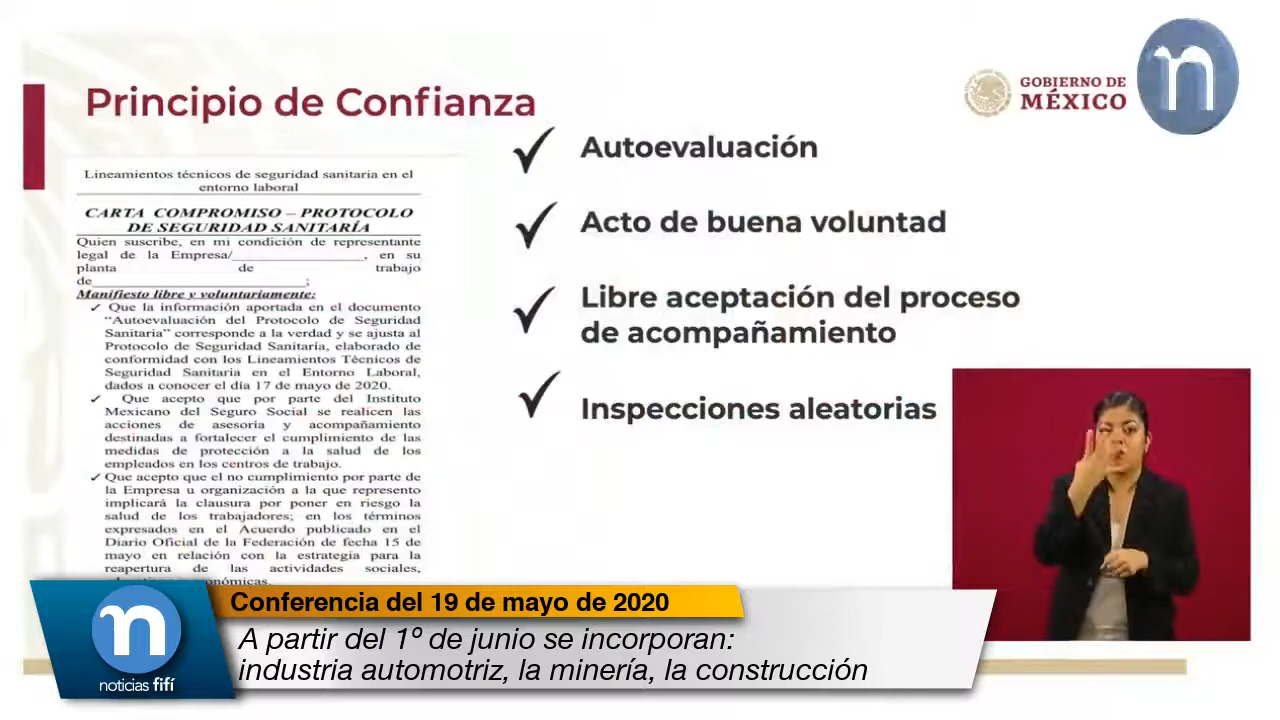 Principio de Confianza
GOBIERNO DE
MÉXICO
n
Lineamientos técnicos de seguridad sanitaria en el
entorno laboral
CARTA COMPROMISO – PROTOCOLO
DE SEGURIDAD SANITARÍA
Quien suscribe, en mi condición de representante
legal de la Empresa/____________________, en su
planta de trabajo
de________________________________;
Manifiesto libre y voluntariamente:
✓ Que la información aportada en el documento
“Autoevaluación del Protocolo de Seguridad
Sanitaria” corresponde a la verdad y se ajusta al
Protocolo de Seguridad Sanitaria, elaborado de
conformidad con los Lineamientos Técnicos de
Seguridad Sanitaria en el Entorno Laboral,
dados a conocer el día 17 de mayo de 2020.
✓ Que acepto que por parte del Instituto
Mexicano del Seguro Social se realicen las
acciones de asesoría y acompañamiento
destinadas a fortalecer el cumplimiento de las
medidas de protección a la salud de los
empleados en los centros de trabajo.
✓ Que acepto que el no cumplimiento por parte de
la Empresa u organización a la que represento
implicará la clausura por poner en riesgo la
salud de los trabajadores; en los términos
expresados en el Acuerdo publicado en el
Diario Oficial de la Federación de fecha 15 de
mayo en relación con la estrategia para la
reapertura de las actividades sociales,
✓ Autoevaluación
✓ Acto de buena voluntad
✓ Libre aceptación del proceso
de acompañamiento
✓ Inspecciones aleatorias
n
noticias fifí
Conferencia del 19 de mayo de 2020
A partir del 1º de junio se incorporan:
industria automotriz, la minería, la construcción